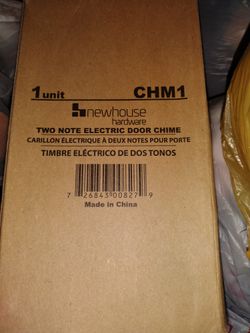 1 unit CHM1
newhouse
hardware
TWO NOTE ELECTRIC DOOR CHIME
CARILLON ÉLECTRIQUE À DEUX NOTES POUR PORTE
TIMBRE ELÉCTRICO DE DOS TONOS
7 26843 00827 9
Made in China